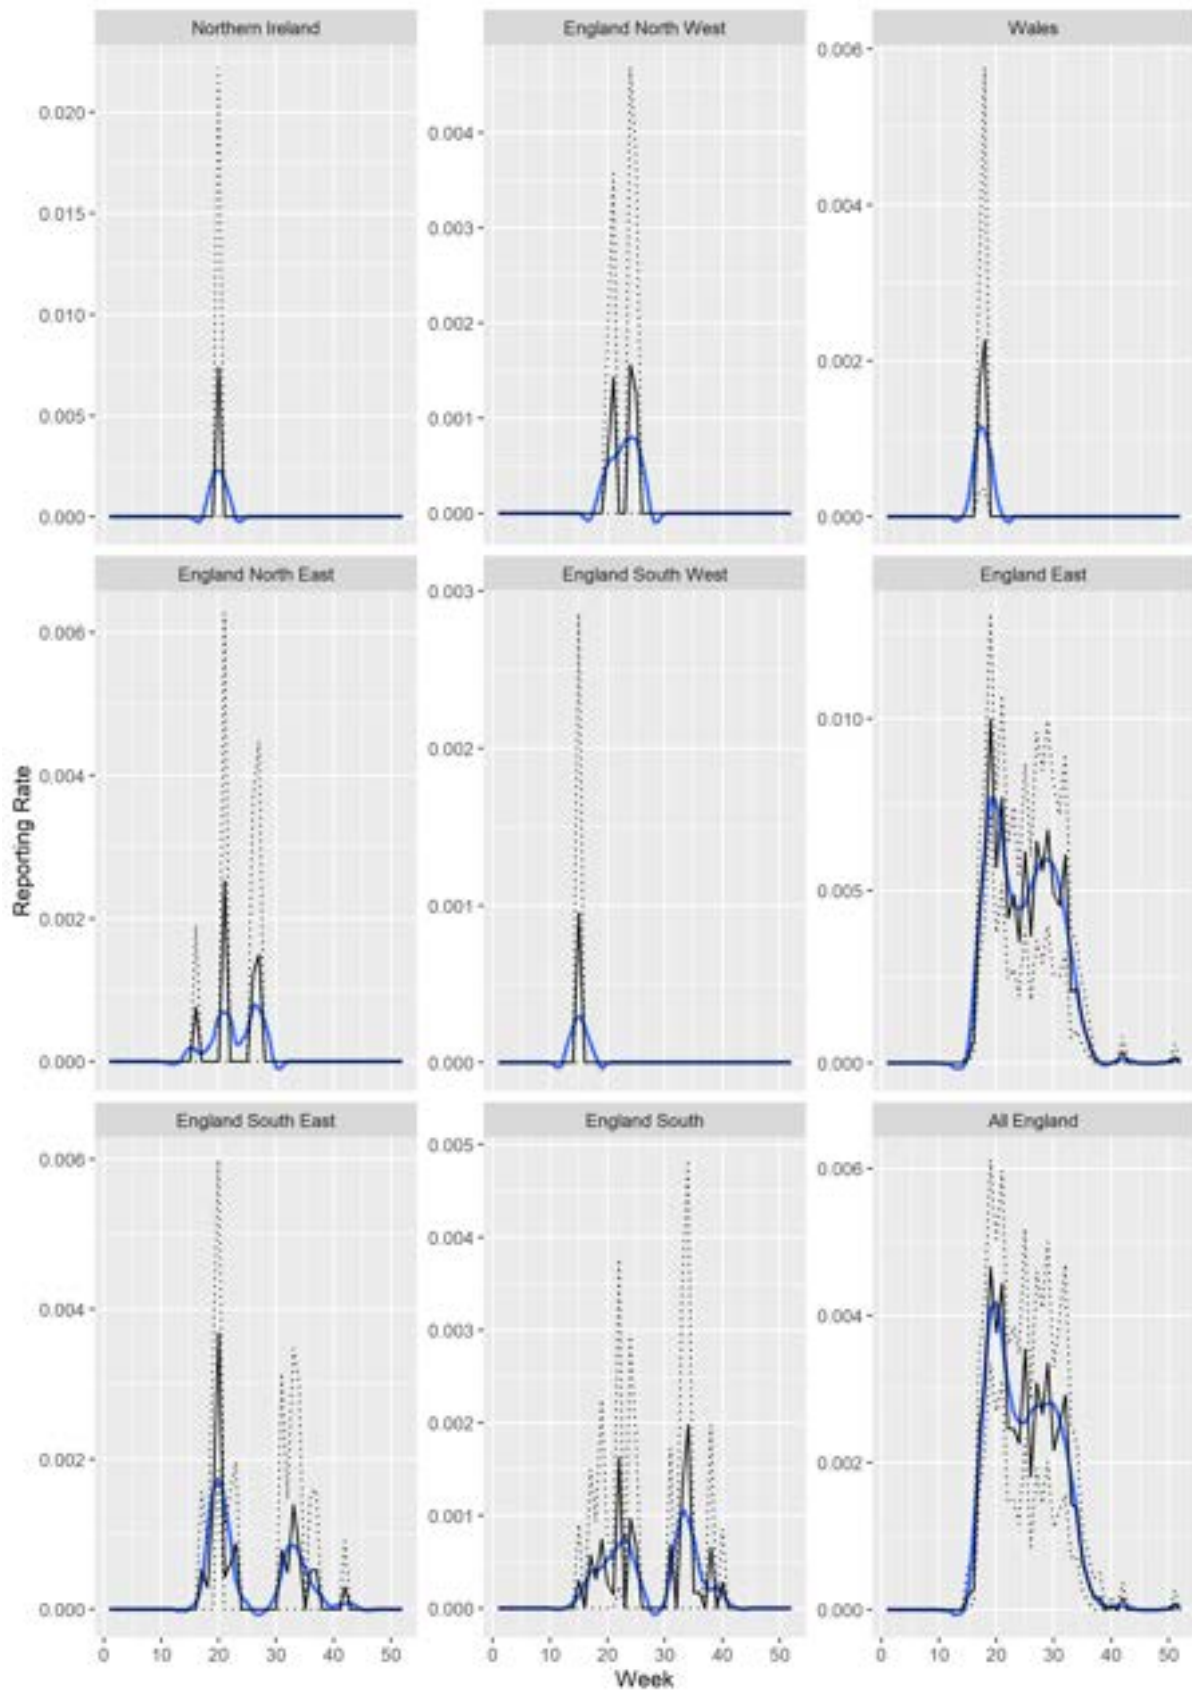 Northern Ireland
England North West
Wales
0.020
0.015
0.010
0.005
0.000
0.004
0.003
0.002
0.001
0.000
0.006
0.004
0.002
0.000
England North East
England South West
England East
0.006
0.004
0.002
0.000
0.003
0.002
0.001
0.000
0.010
0.005
0.000
Reporting Rate
England South East
England South
All England
0.006
0.004
0.002
0.000
0.005
0.004
0.003
0.002
0.001
0.000
0.006
0.004
0.002
0.000
0 10 20 30 40 50
0 10 20 30 40 50
0 10 20 30 40 50
Week